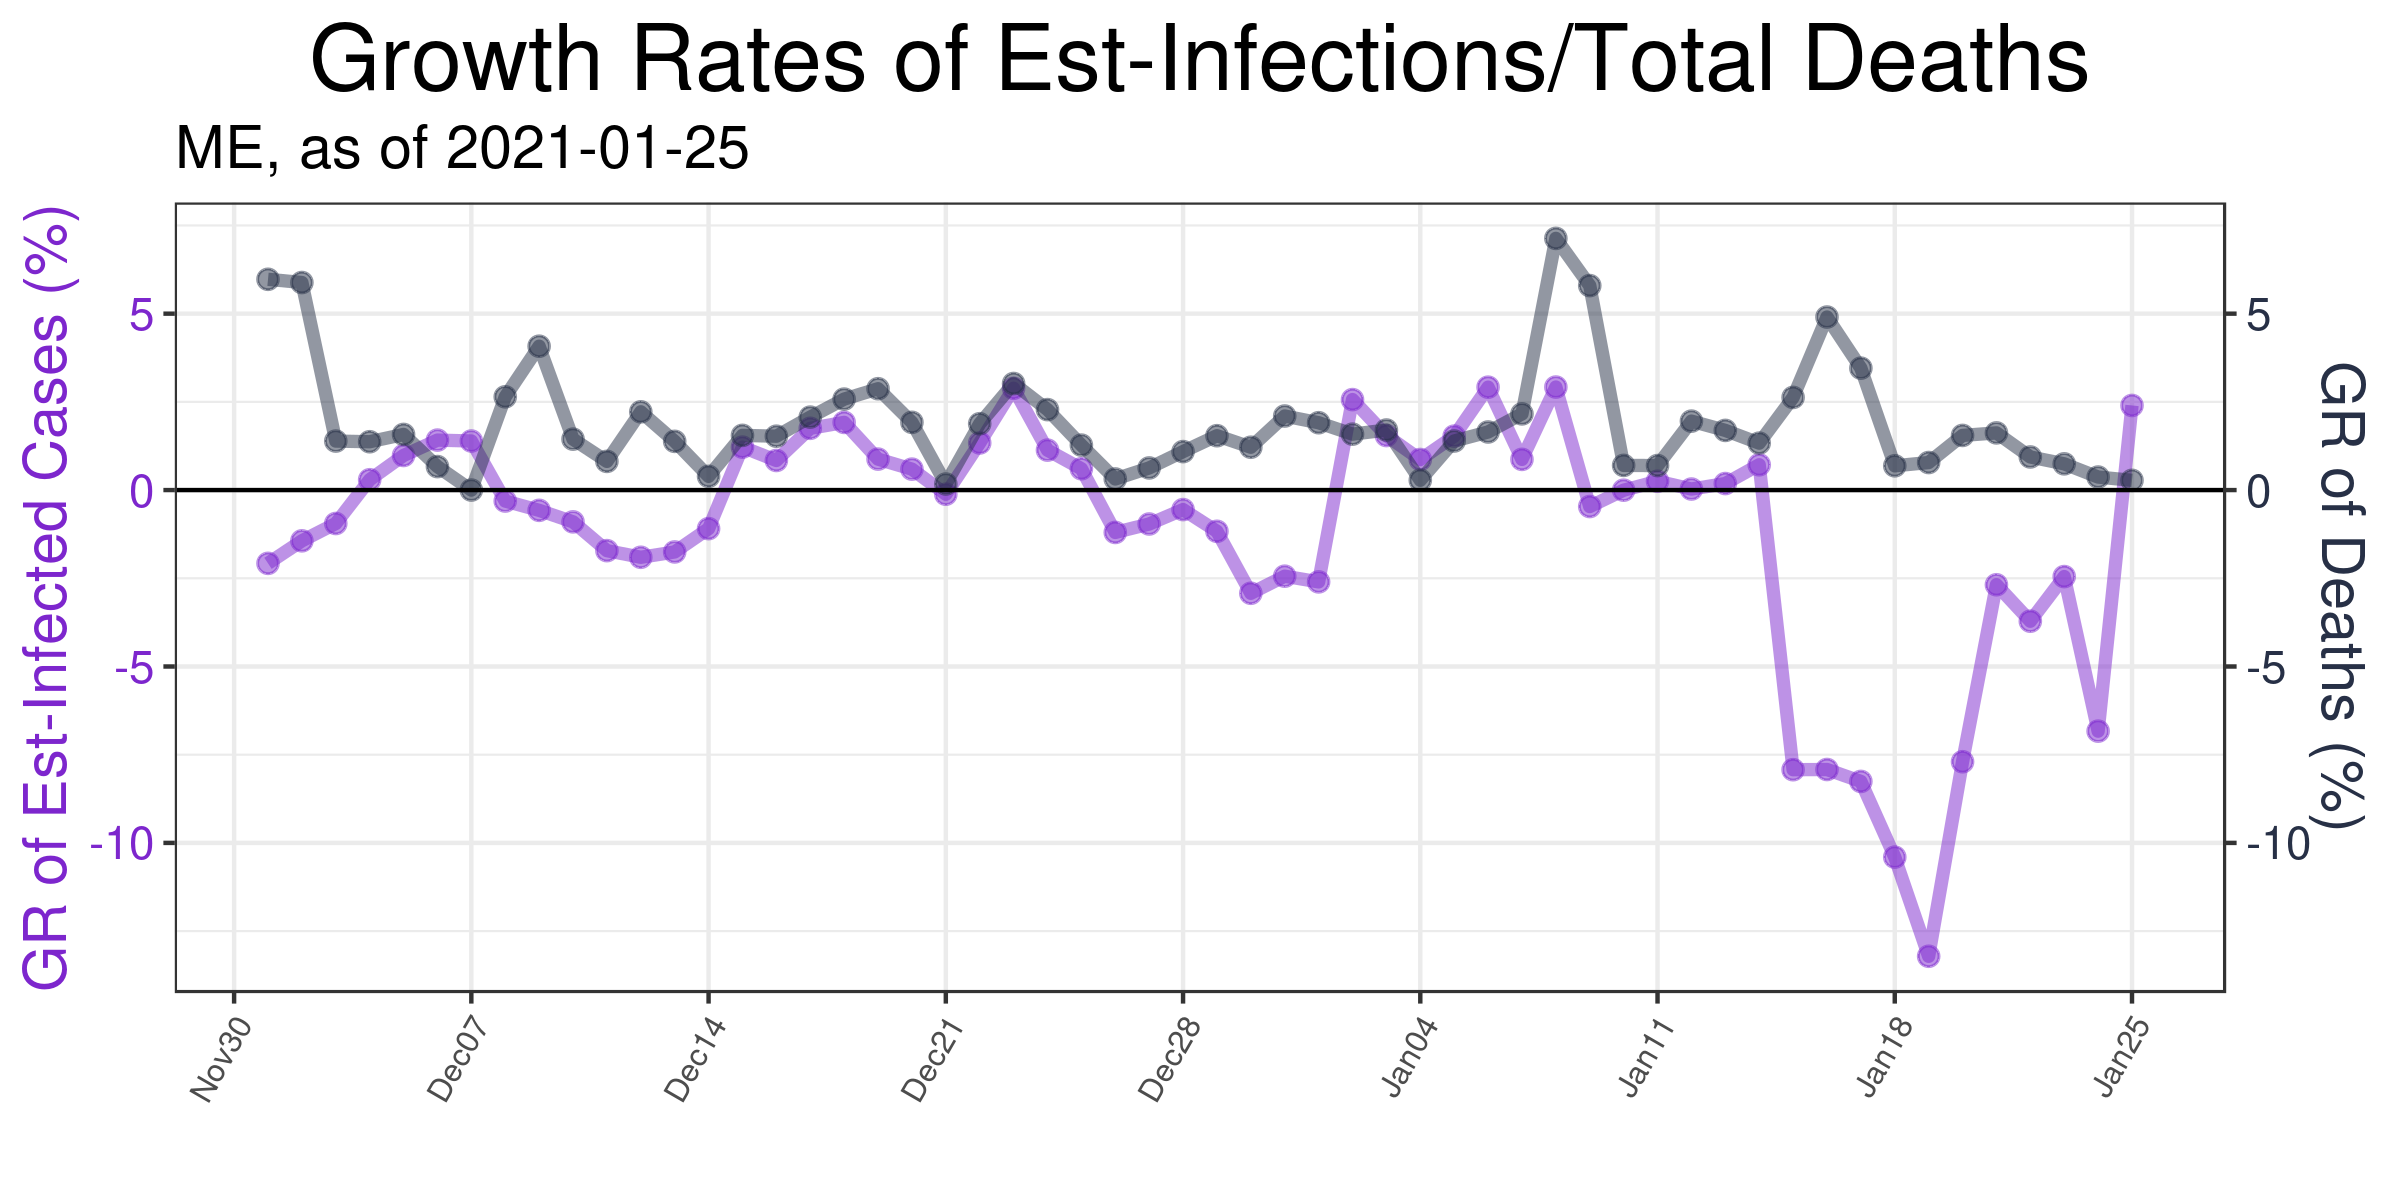 Growth Rates of Est-Infections/Total Deaths
ME, as of 2021-01-25
GR of Est-Infected Cases (%)
5
0
-5
-10
5
0
-5
-10
GR of Deaths (%)
Nov30
Dec07
Dec14
Dec21
Dec28
Jan04
Jan11
Jan18
Jan25